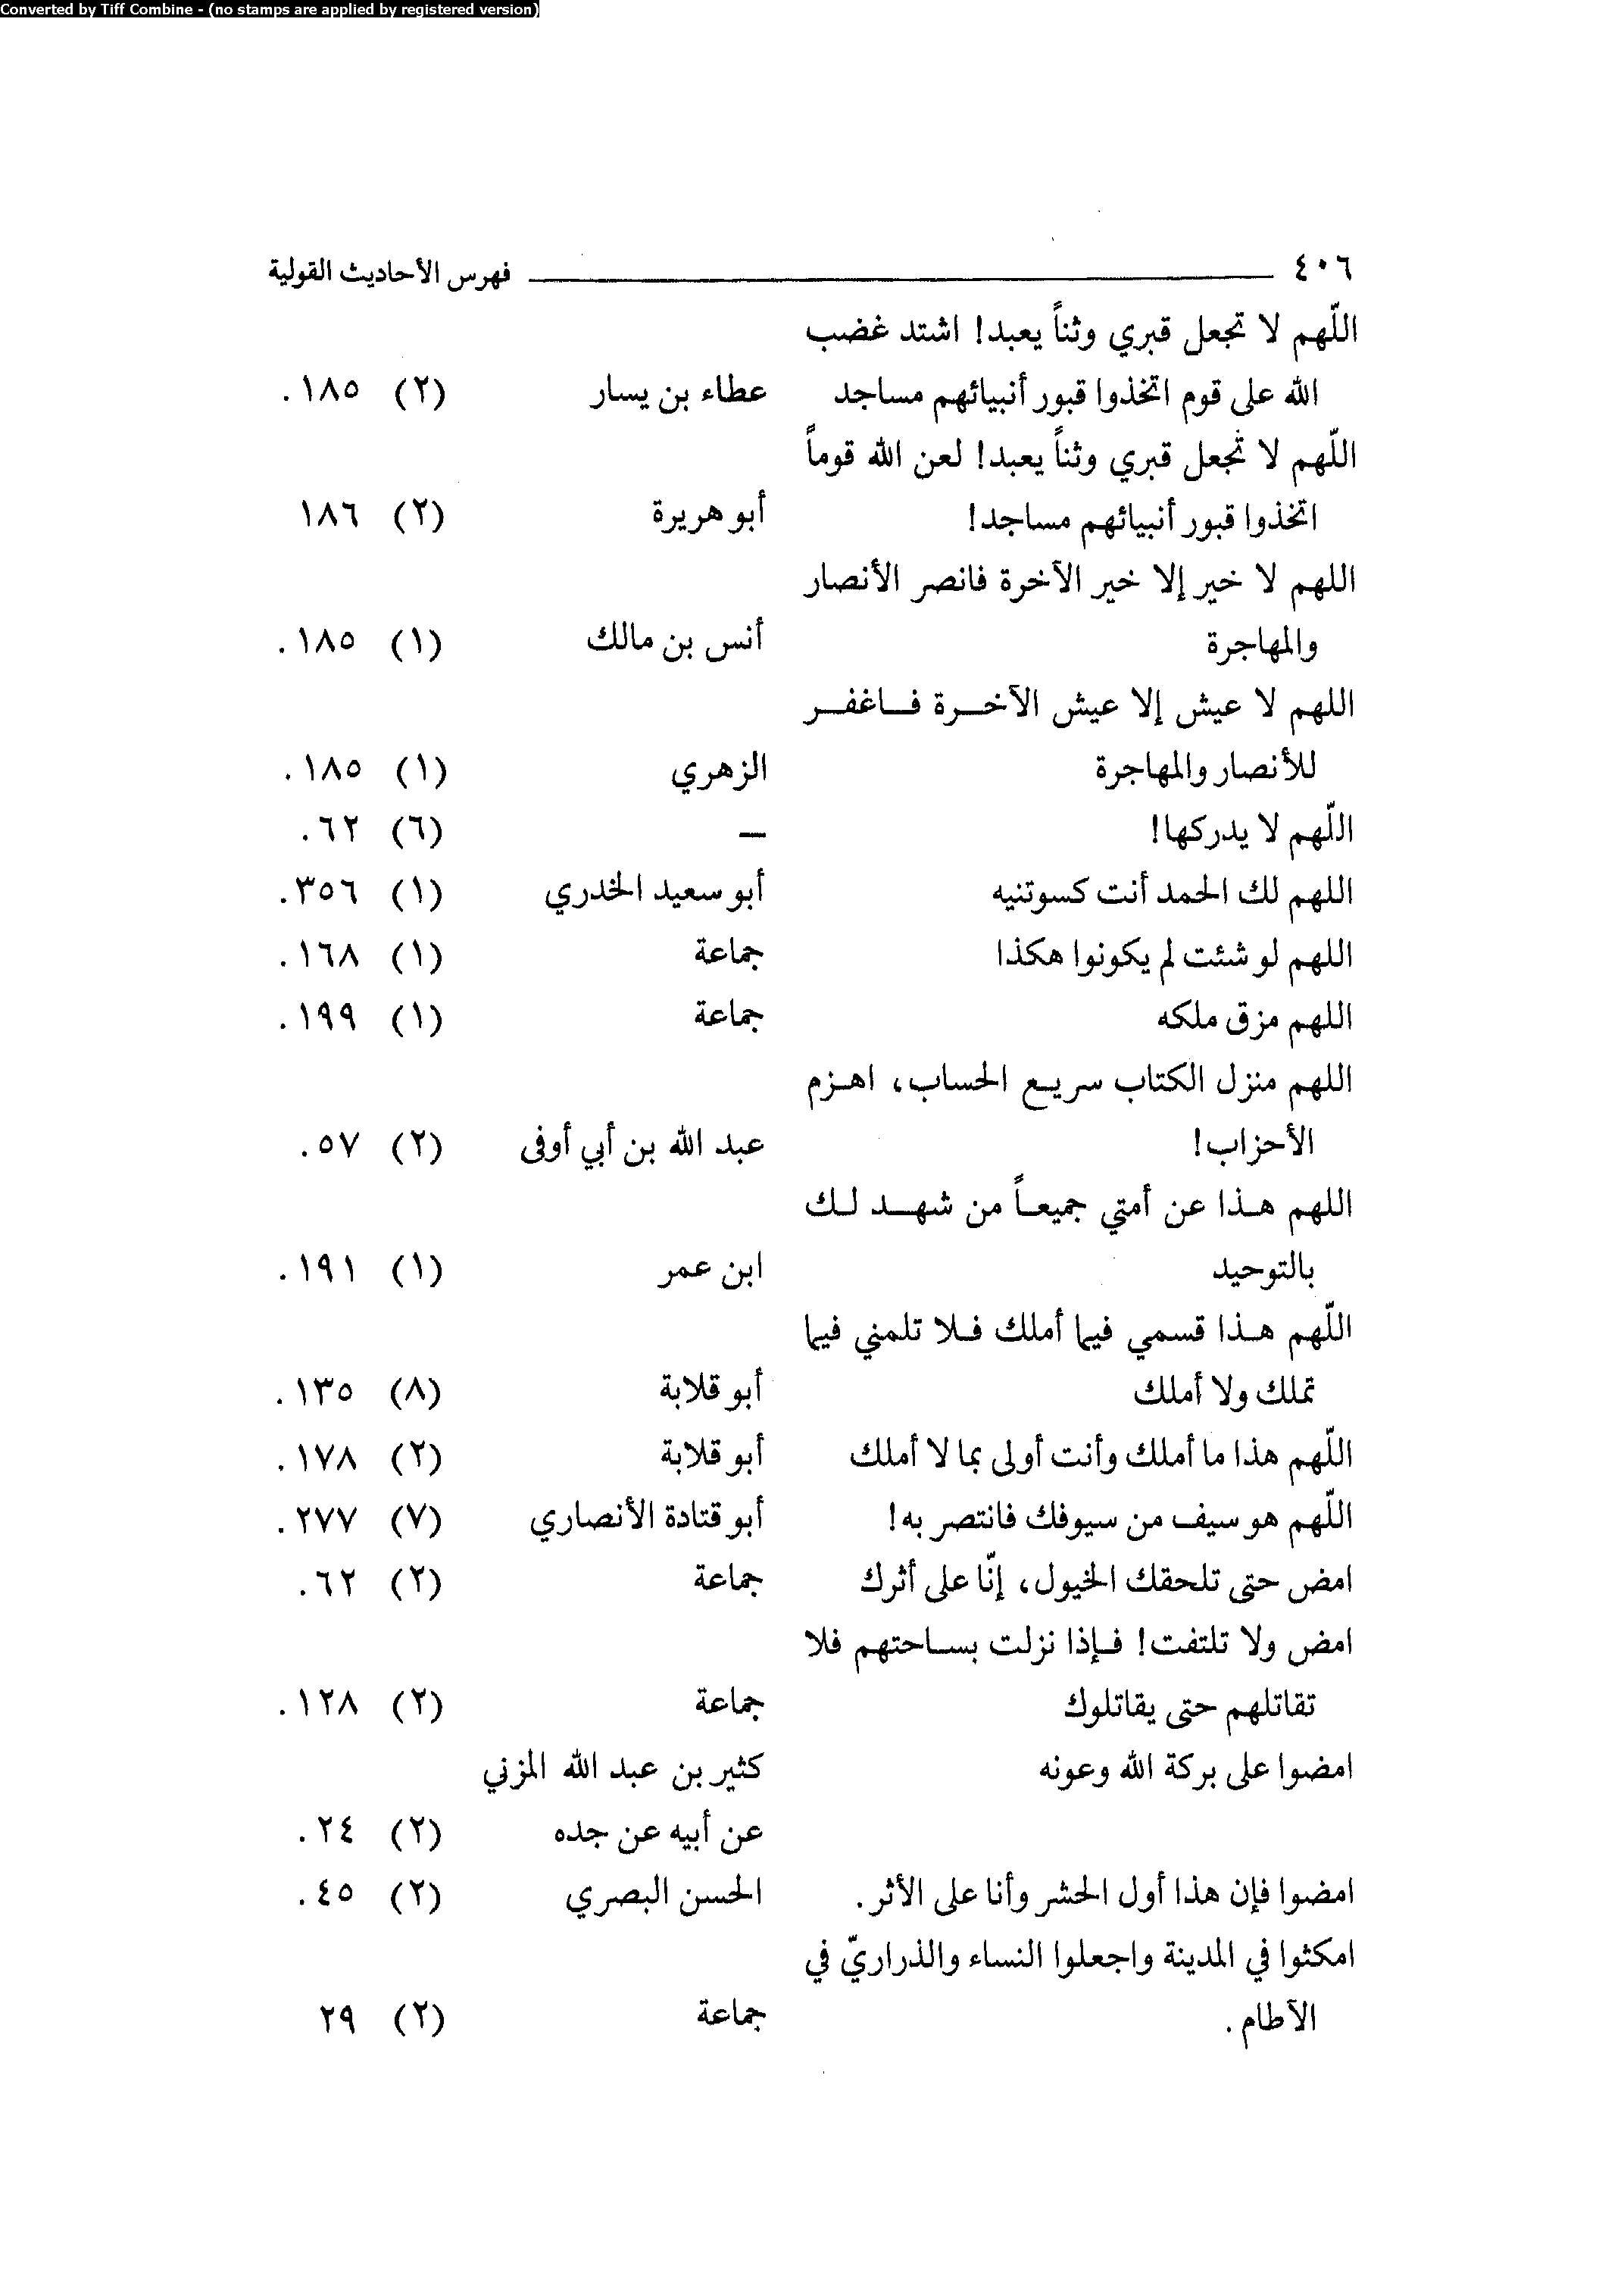 Converted by Tiff Combine - (no stamps are applied by registered version)
٤٠٦ فهرس الأحاديث القولية
اللّهم لا تجعل قبري وثناً يعبد! اشتد غضب
الله على قوم اتخذوا قبور أنبيائهم مساجد عطاء بن يسار (٢) ١٨٥.
اللّهم لا تجعل قبري وثناً يعبد! لعن الله قوماً
اتخذوا قبور أنبيائهم مساجد! أبو هريرة (٢) ١٨٦
اللهم لا خير إلا خير الآخرة فانصر الأنصار
والمهاجرة أنس بن مالك (١) ١٨٥.
اللهم لا عيش إلا عيش الآخرة فاغفر
للأنصار والمهاجرة الزهري (١) ١٨٥.
اللّهم لا يدركها! — (٦) ٦٢.
اللهم لك الحمد أنت كسوتنيه أبو سعيد الخدري (١) ٣٥٦.
اللهم لو شئت لم يكونوا هكذا جماعة (١) ١٦٨.
اللهم مزق ملكه جماعة (١) ١٩٩.
اللهم منزل الكتاب سريع الحساب، اهزم
الأحزاب! عبد الله بن أبي أوفى (٢) ٥٧.
اللهم هذا عن أمتي جميعاً من شهد لك
بالتوحيد ابن عمر (١) ١٩١.
اللّهم هذا قسمي فيما أملك فلا تلمني فيما
تملك ولا أملك أبو قلابة (٨) ١٣٥.
اللّهم هذا ما أملك وأنت أولى بما لا أملك أبو قلابة (٢) ١٧٨.
اللّهم هو سيف من سيوفك فانتصر به! أبو قتادة الأنصاري (٧) ٢٧٧.
امض حتى تلحقك الخيول، إنّا على أثرك جماعة (٢) ٦٢.
امض ولا تلتفت! فإذا نزلت بساحتهم فلا
تقاتلهم حتى يقاتلوك جماعة (٢) ١٢٨.
امضوا على بركة الله وعونه كثير بن عبد الله المزني
عن أبيه عن جده (٢) ٢٤.
امضوا فإن هذا أول الحشر وأنا على الأثر. الحسن البصري (٢) ٤٥.
امكثوا في المدينة واجعلوا النساء والذراريّ في
الآطام. جماعة (٢) ٢٩